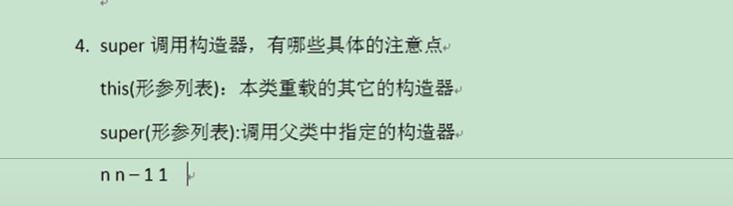 4. super 调用构造器，有哪些具体的注意点
this(形参列表)：本类重载的其它的构造器
super(形参列表):调用父类中指定的构造器
n n – 1 1